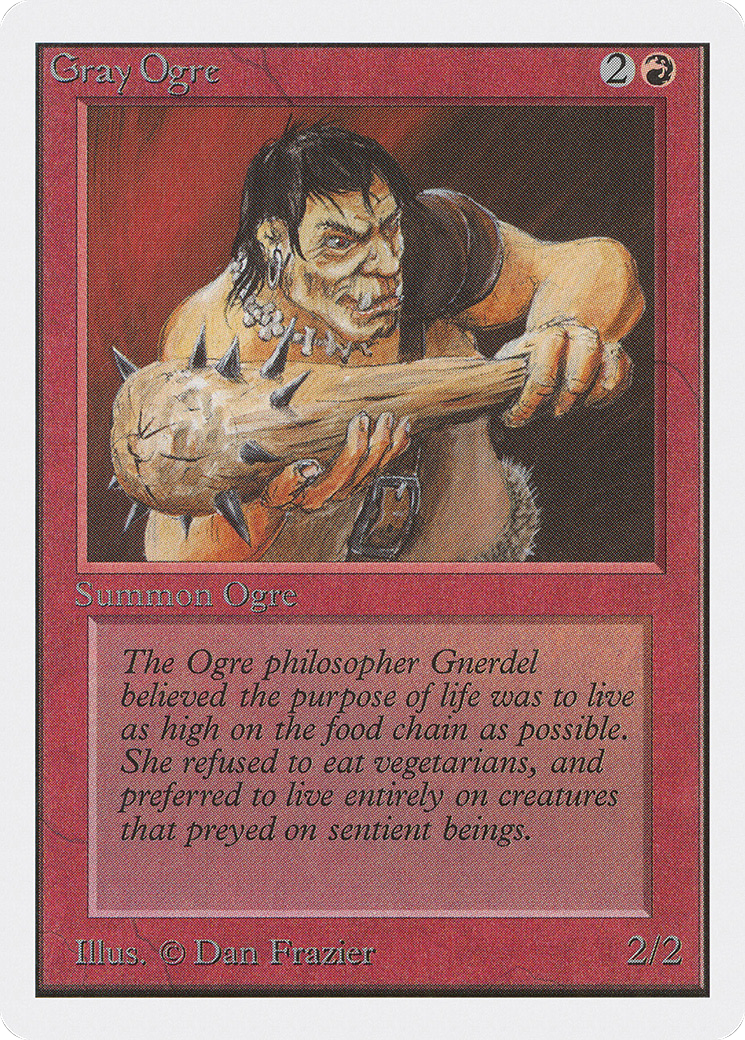 Gray Ogre 2
Summon Ogre
The Ogre philosopher Gnerdel
believed the purpose of life was to live
as high on the food chain as possible.
She refused to eat vegetarians, and
preferred to live entirely on creatures
that preyed on sentient beings.
Illus. © Dan Frazier 2/2